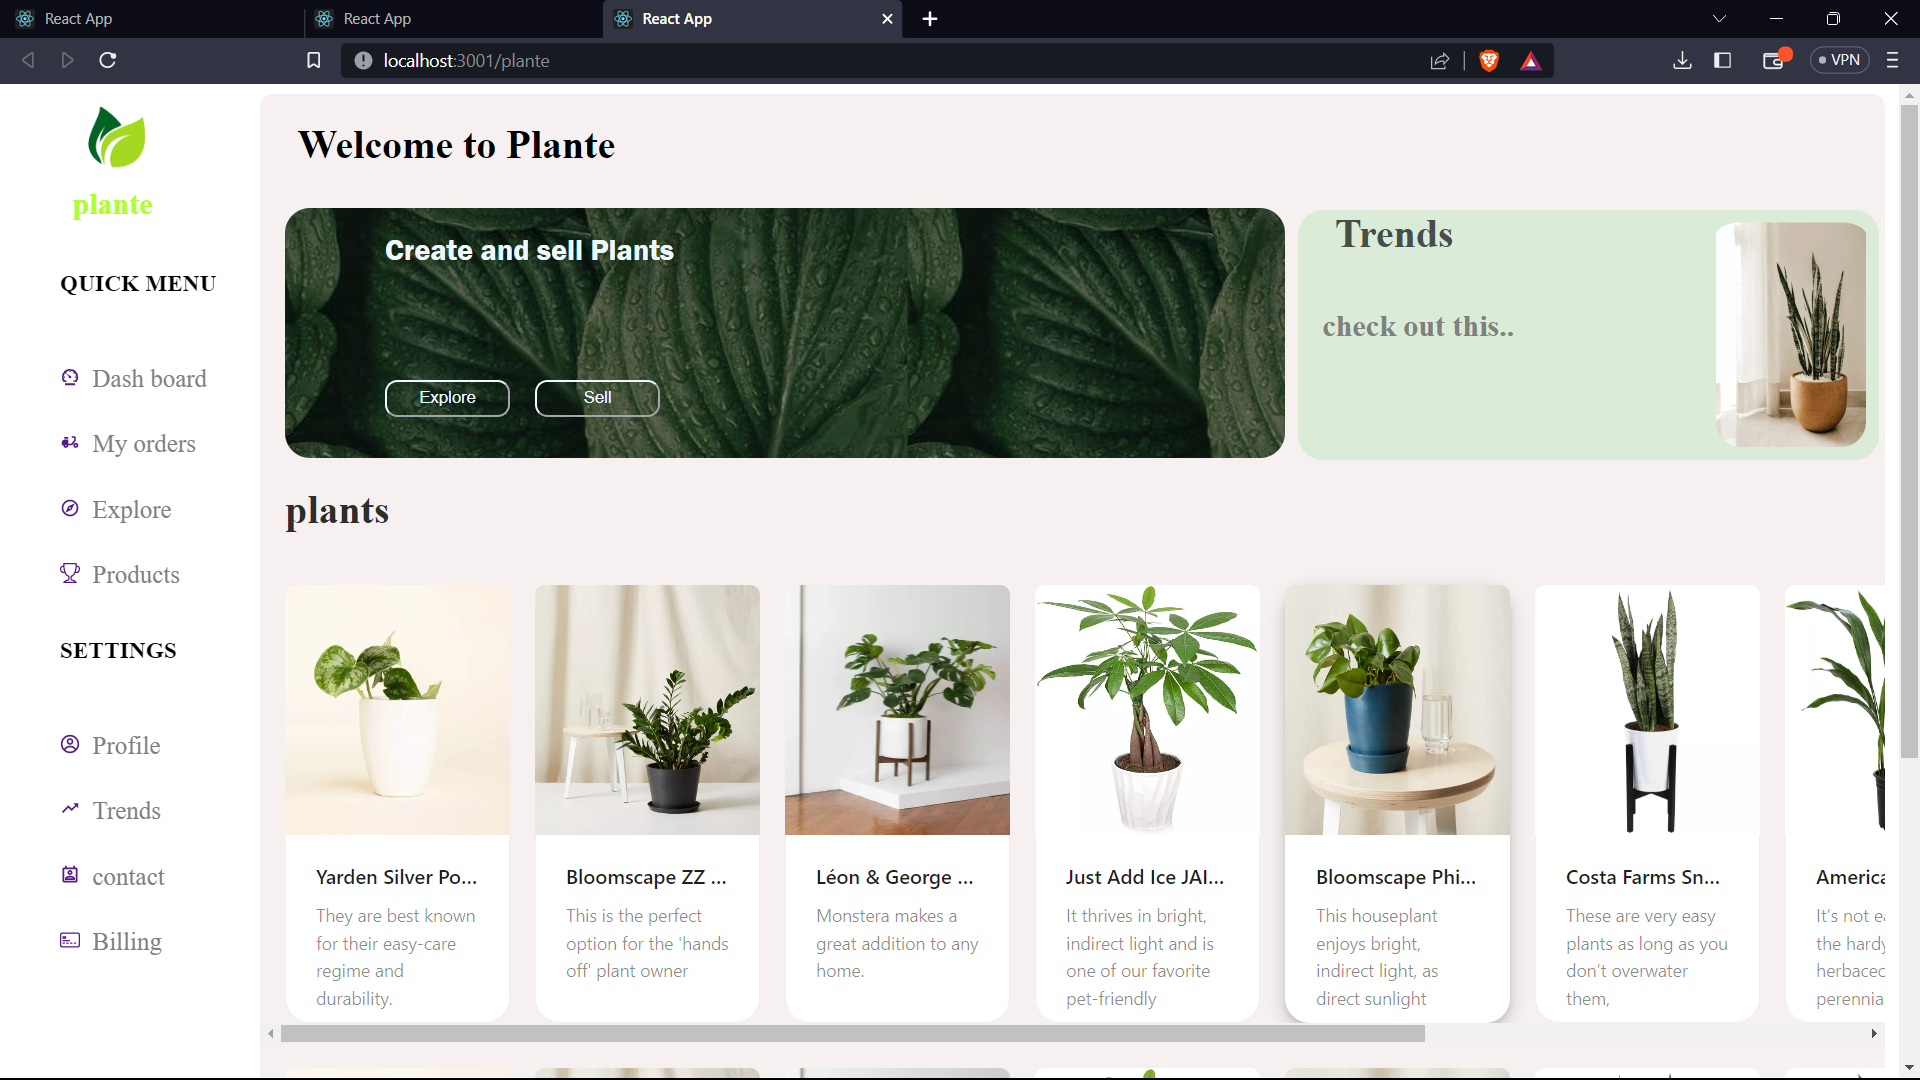 React App
React App
React App
localhost:3001/plante
VPN
plante
QUICK MENU
Dash board
My orders
Explore
Products
SETTINGS
Profile
Trends
contact
Billing
Welcome to Plante
Create and sell Plants
Explore
Sell
Trends
check out this..
plants
Yarden Silver Po...
They are best known
for their easy-care
regime and
durability.
Bloomscape ZZ ...
This is the perfect
option for the 'hands
off' plant owner
Léon & George ...
Monstera makes a
great addition to any
home.
Just Add Ice JAI...
It thrives in bright,
indirect light and is
one of our favorite
pet-friendly
Bloomscape Phi...
This houseplant
enjoys bright,
indirect light, as
direct sunlight
Costa Farms Sn...
These are very easy
plants as long as you
don't overwater
them,
America
It's not ea
the hardy
herbaced
perennia